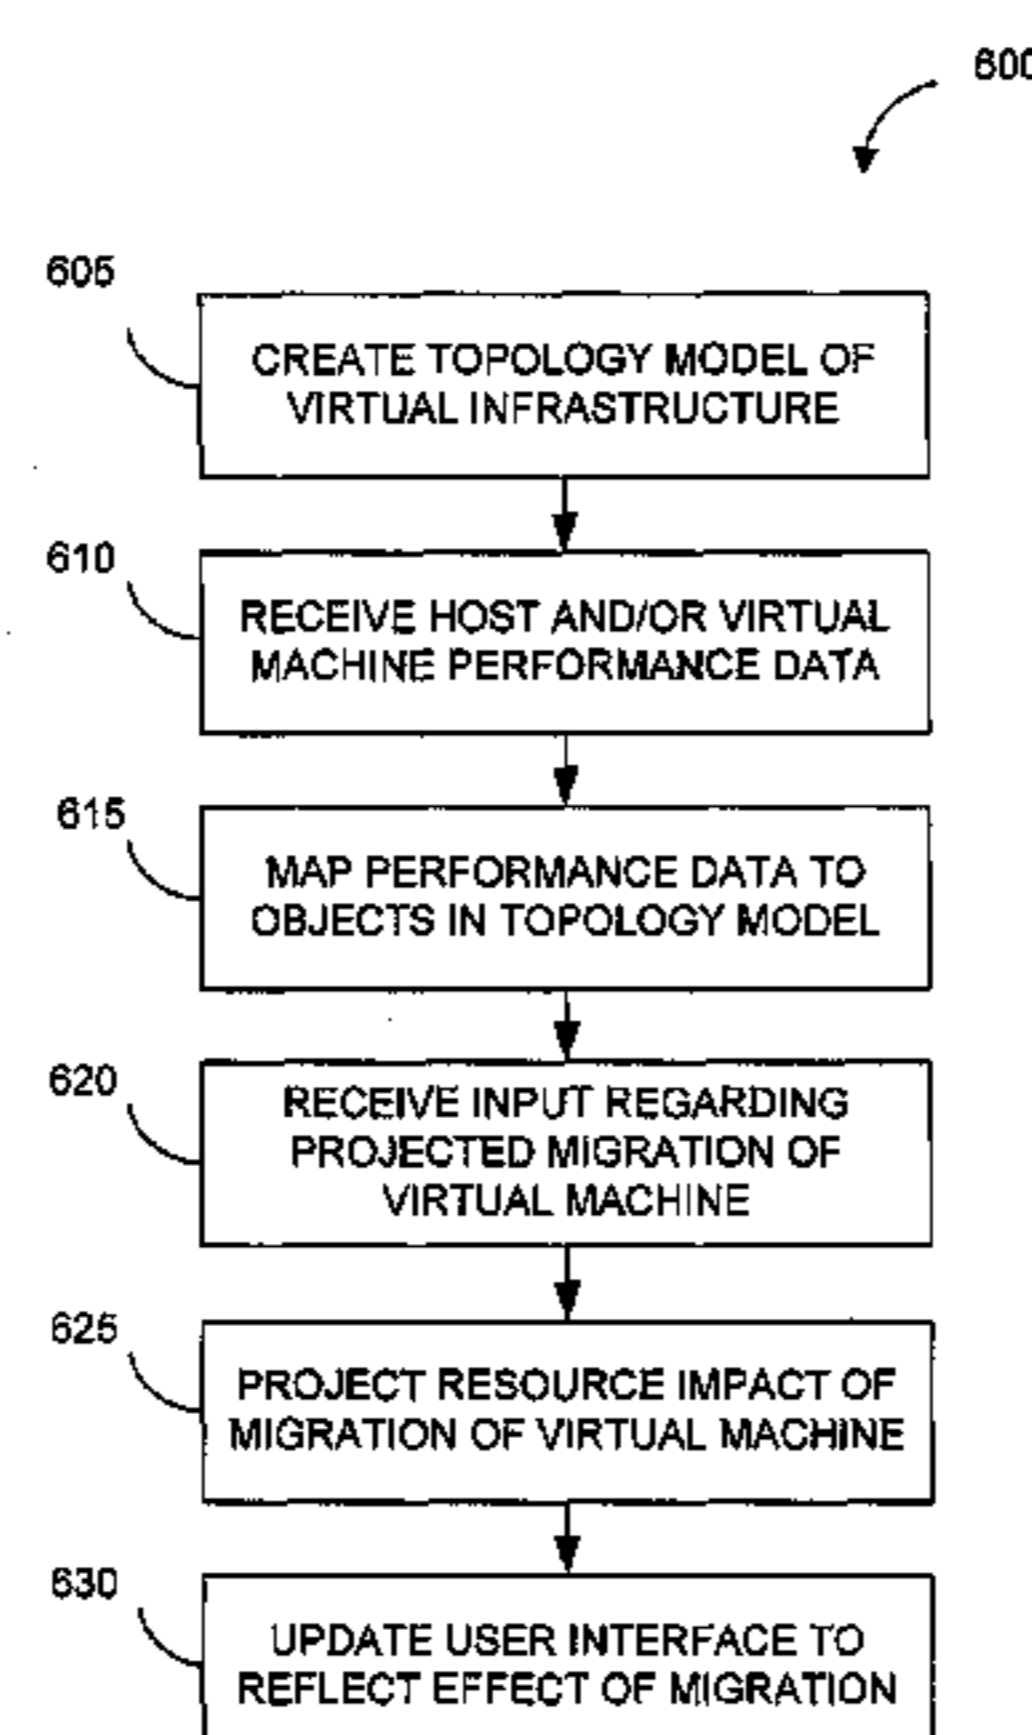 600
605
CREATE TOPOLOGY MODEL OF
VIRTUAL INFRASTRUCTURE
610
RECEIVE HOST AND/OR VIRTUAL
MACHINE PERFORMANCE DATA
615
MAP PERFORMANCE DATA TO
OBJECTS IN TOPOLOGY MODEL
620
RECEIVE INPUT REGARDING
PROJECTED MIGRATION OF
VIRTUAL MACHINE
625
PROJECT RESOURCE IMPACT OF
MIGRATION OF VIRTUAL MACHINE
630
UPDATE USER INTERFACE TO
REFLECT EFFECT OF MIGRATION